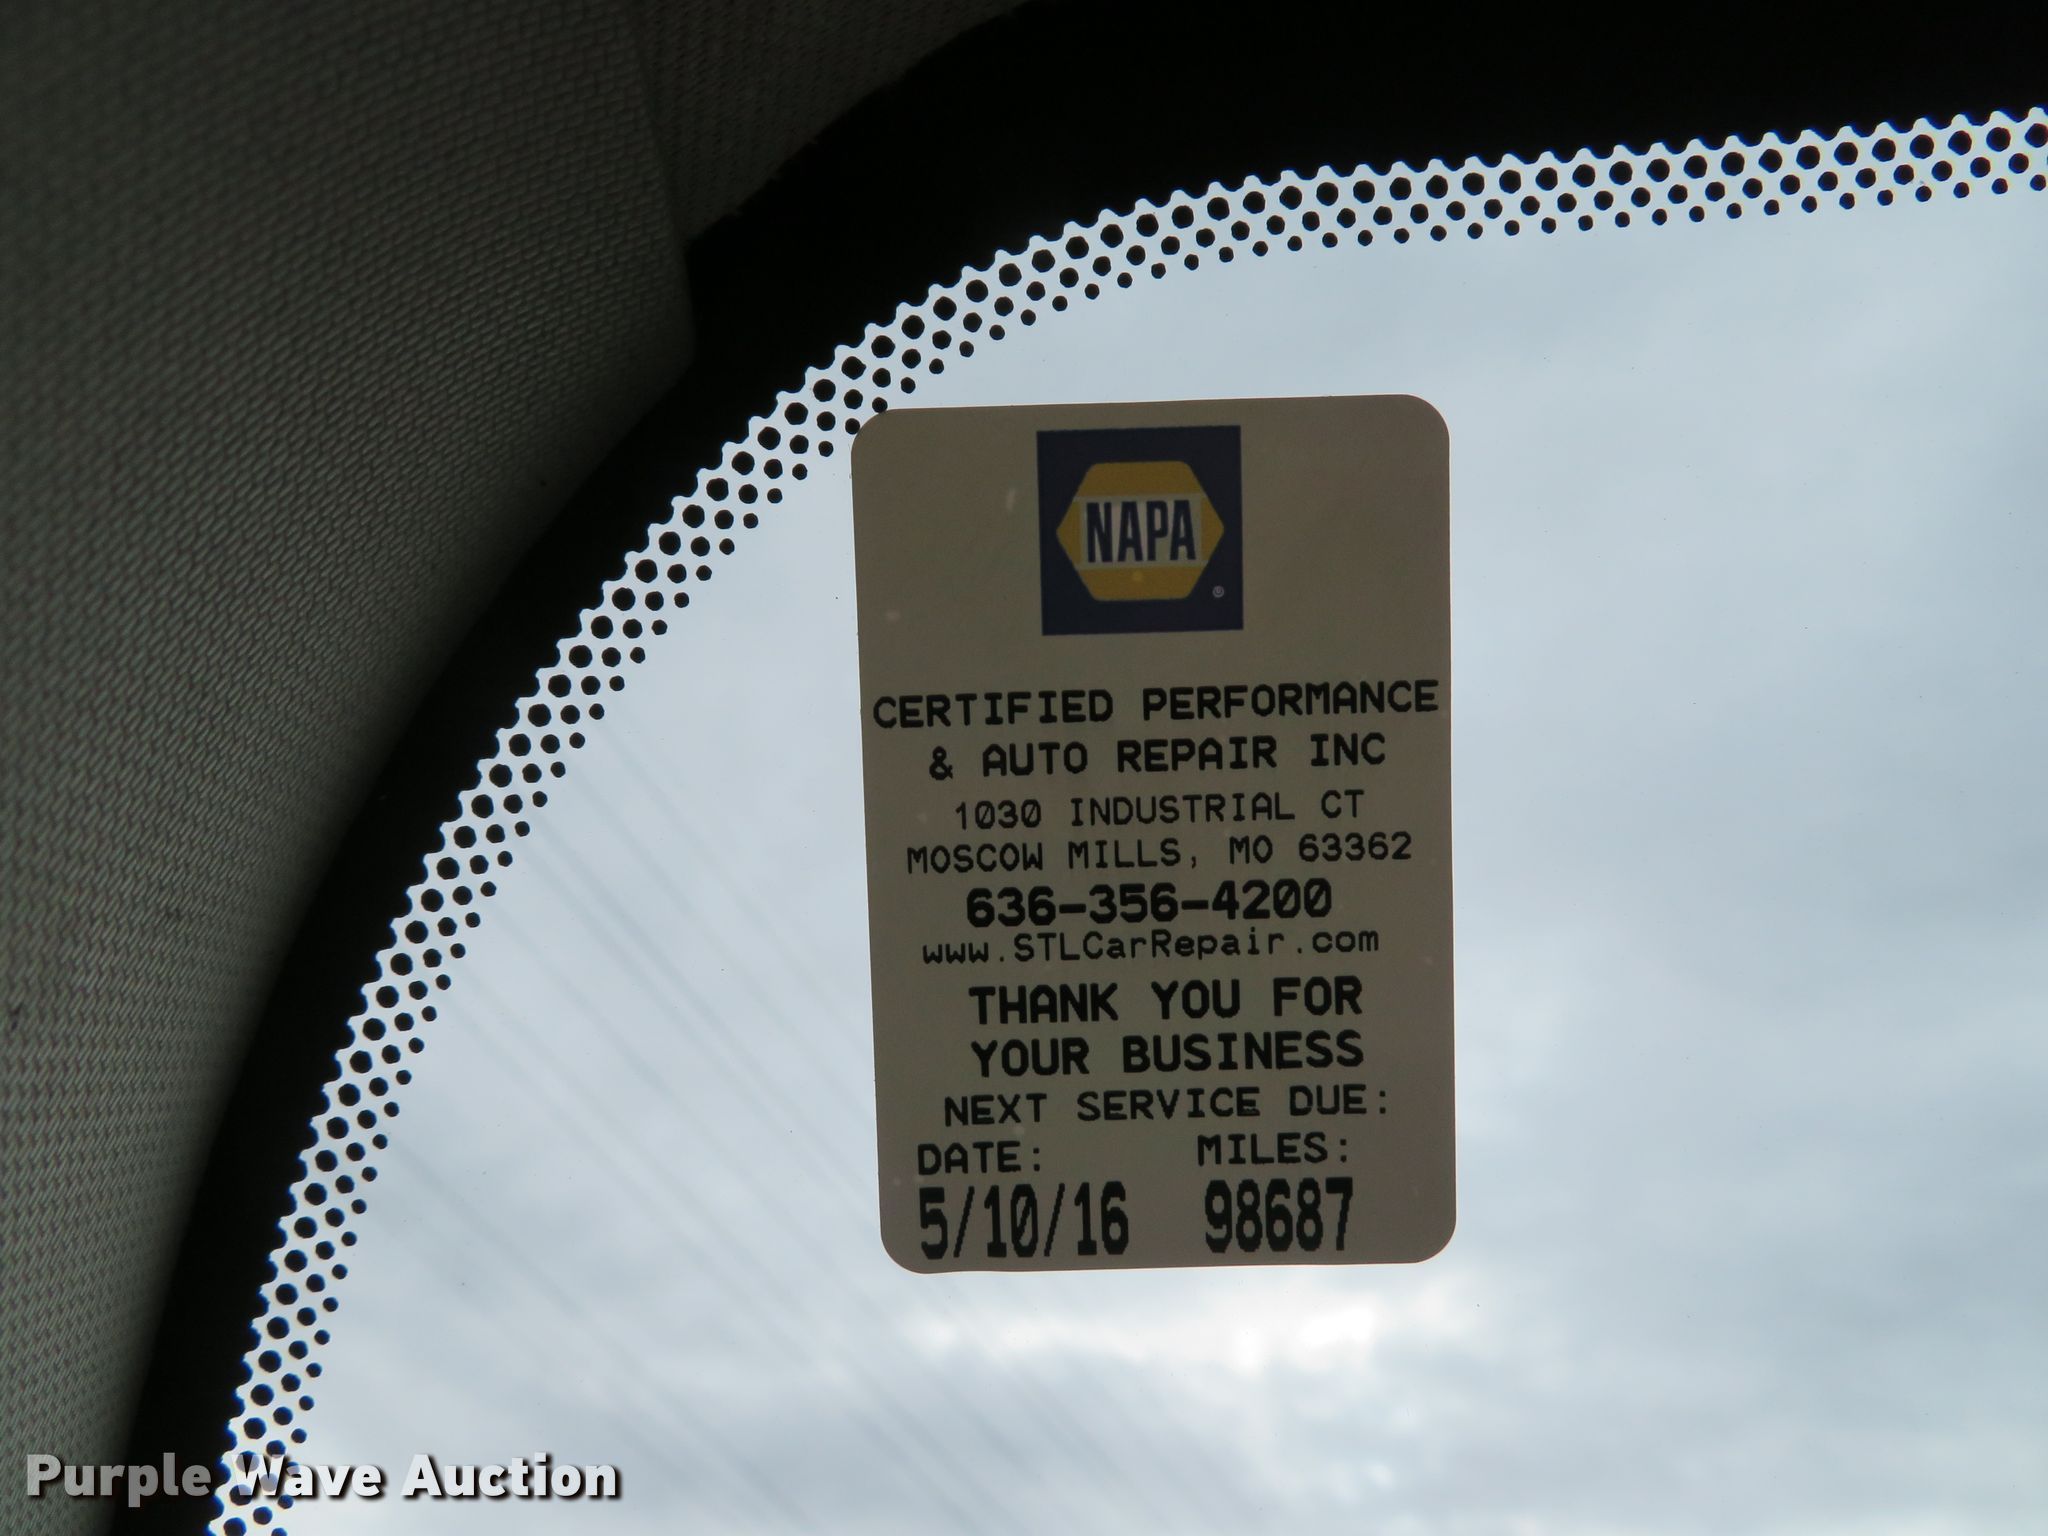 NAPA
®
CERTIFIED PERFORMANCE
& AUTO REPAIR INC
1030 INDUSTRIAL CT
MOSCOW MILLS, MO 63362
636-356-4200
www.STLCarRepair.com
THANK YOU FOR
YOUR BUSINESS
NEXT SERVICE DUE:
DATE: MILES:
5/10/16 98687
Purple Wave Auction